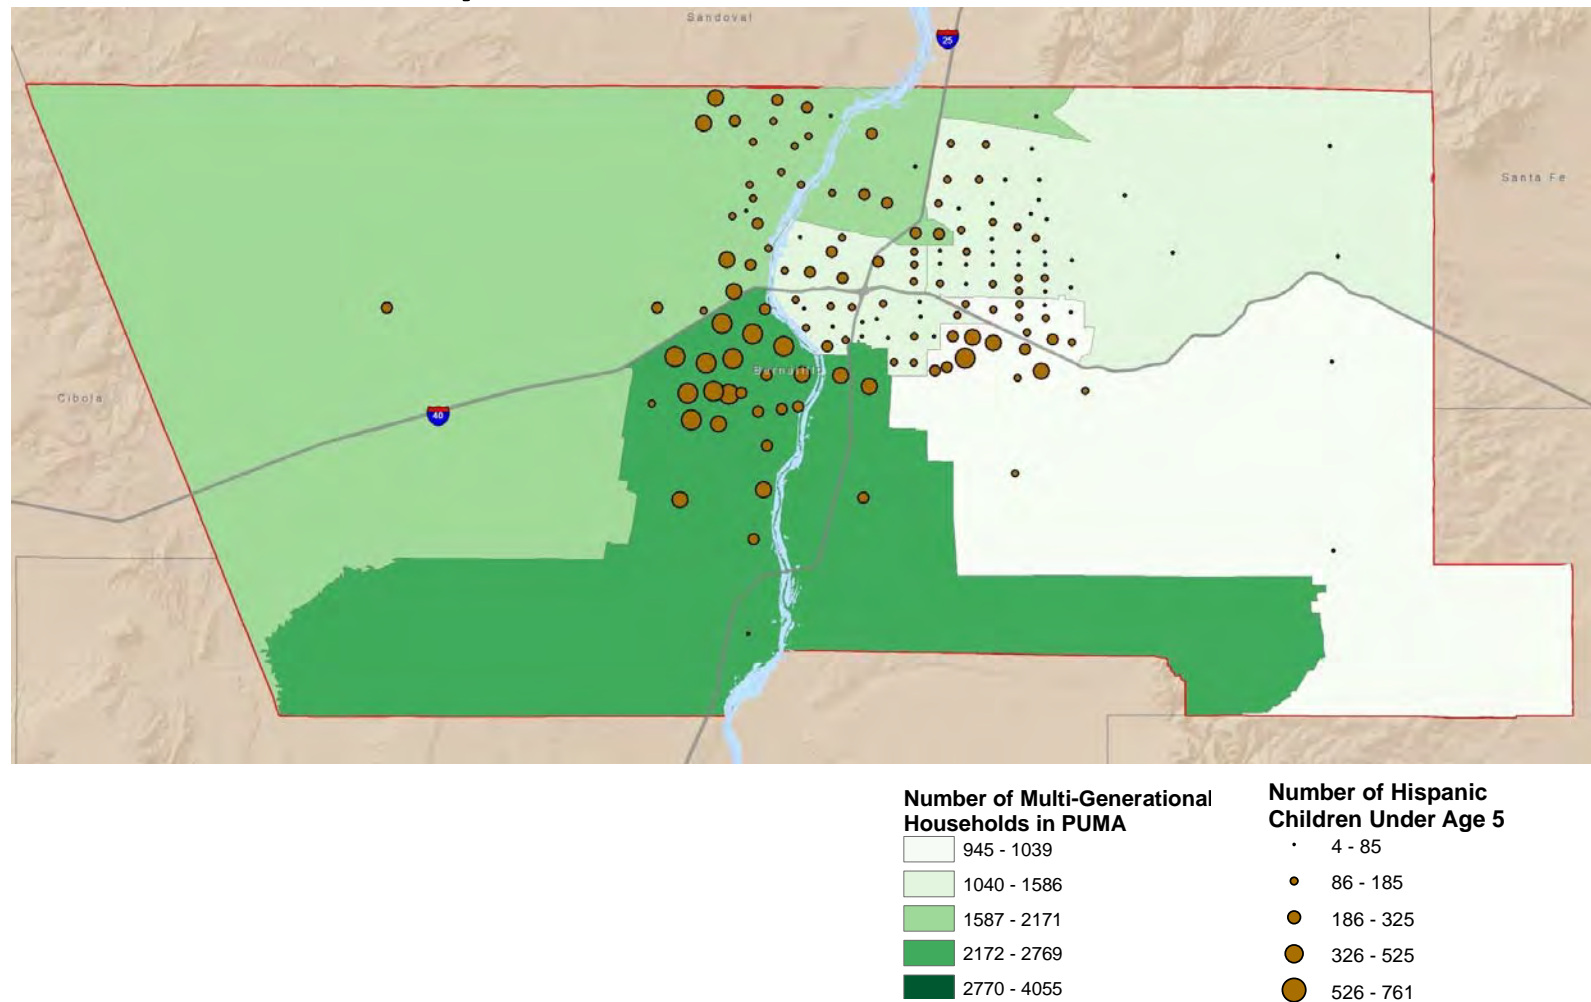 Sandoval
25
Santa Fe
Bernalillo
Cibola
40
Number of Multi-Generational
Households in PUMA
945 - 1039
1040 - 1586
1587 - 2171
2172 - 2769
2770 - 4055
Number of Hispanic
Children Under Age 5
4 - 85
86 - 185
186 - 325
326 - 525
526 - 761